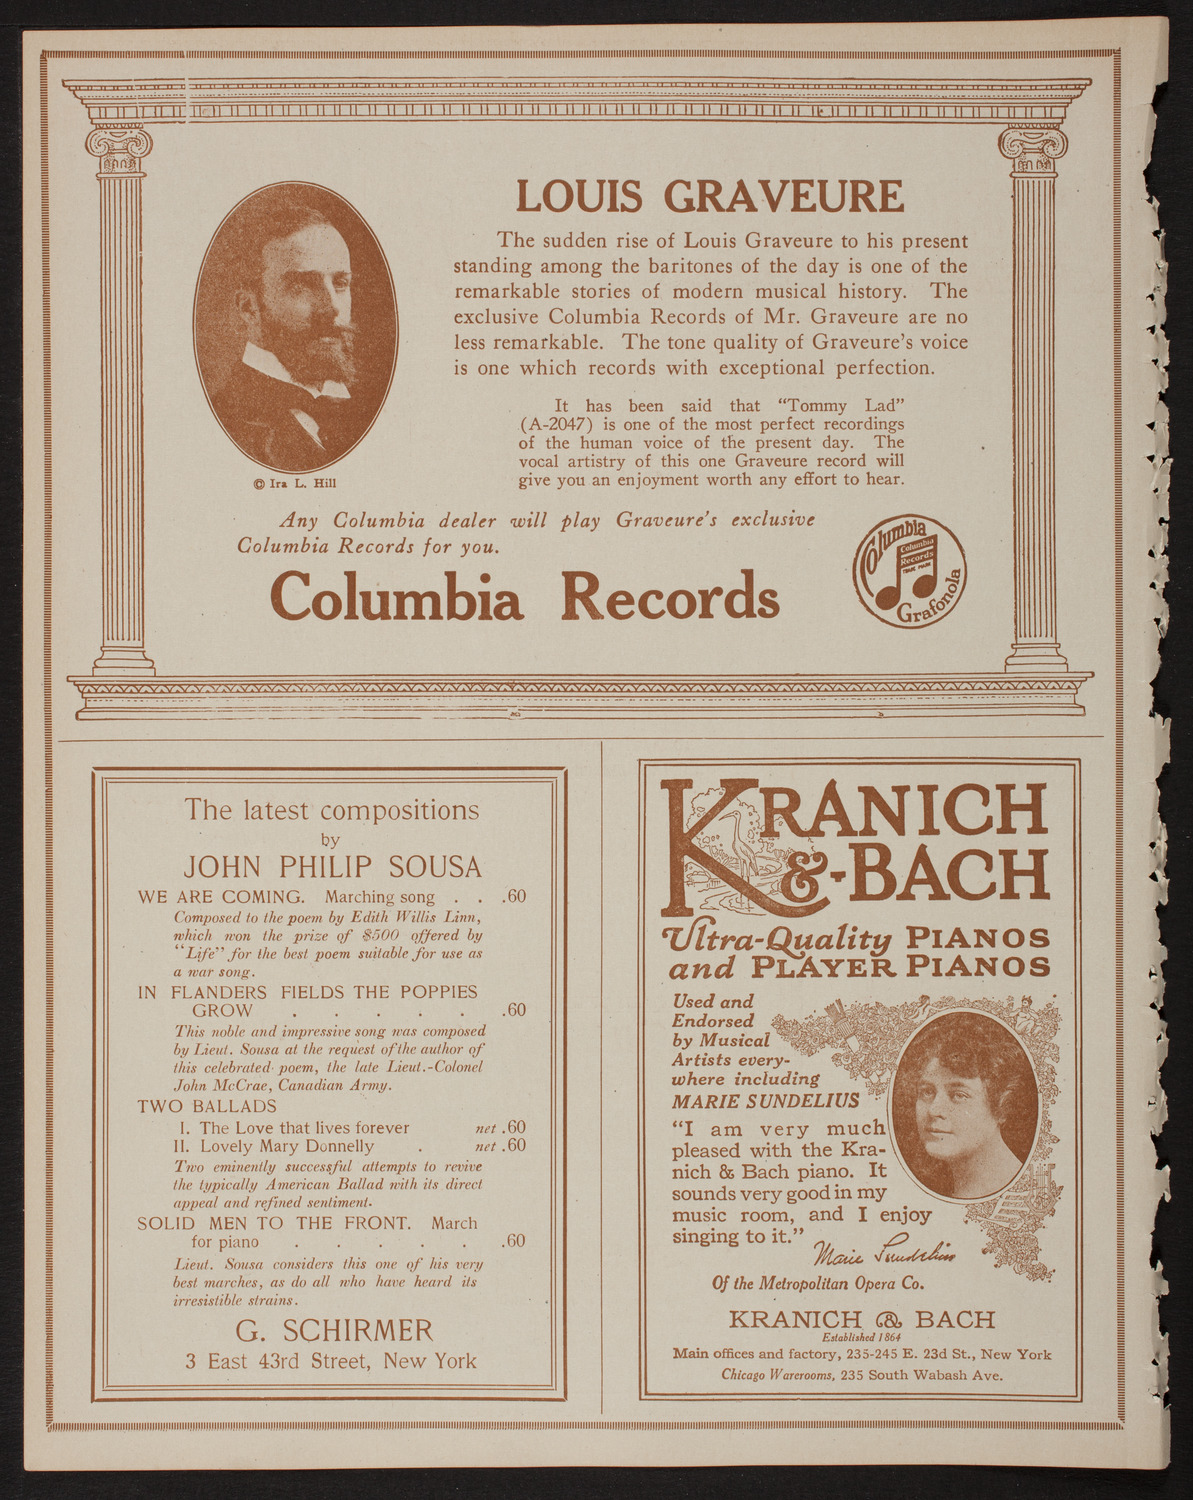 LOUIS GRAVEURE
The sudden rise of Louis Graveure to his present
standing among the baritones of the day is one of the
remarkable stories of modern musical history. The
exclusive Columbia Records of Mr. Graveure are no
less remarkable. The tone quality of Graveure's voice
is one which records with exceptional perfection.
It has been said that "Tommy Lad"
(A-2047) is one of the most perfect recordings
of the human voice of the present day. The
vocal artistry of this one Graveure record will
give you an enjoyment worth any effort to hear.
© Ira L. Hill
Any Columbia dealer will play Graveure's exclusive
Columbia Records for you.
Columbia Records
Columbia
Columbia
Records
TRADE MARK
Grafonola
The latest compositions
by
JOHN PHILIP SOUSA
WE ARE COMING. Marching song . . .60
Composed to the poem by Edith Willis Linn,
which won the prize of $500 offered by
"Life" for the best poem suitable for use as
a war song.
IN FLANDERS FIELDS THE POPPIES
GROW . . . . . .60
This noble and impressive song was composed
by Lieut. Sousa at the request of the author of
this celebrated poem, the late Lieut.-Colonel
John McCrae, Canadian Army.
TWO BALLADS
I. The Love that lives forever net .60
II. Lovely Mary Donnelly . net .60
Two eminently successful attempts to revive
the typically American Ballad with its direct
appeal and refined sentiment.
SOLID MEN TO THE FRONT. March
for piano . . . . . .60
Lieut. Sousa considers this one of his very
best marches, as do all who have heard its
irresistible strains.
G. SCHIRMER
3 East 43rd Street, New York
KRANICH
&-BACH
Ultra-Quality PIANOS
and PLAYER PIANOS
Used and
Endorsed
by Musical
Artists every-
where including
MARIE SUNDELIUS
"I am very much
pleased with the Kra-
nich & Bach piano. It
sounds very good in my
music room, and I enjoy
singing to it."
Marie Sundelius
Of the Metropolitan Opera Co.
KRANICH & BACH
Established 1864
Main offices and factory, 235-245 E. 23d St., New York
Chicago Warerooms, 235 South Wabash Ave.